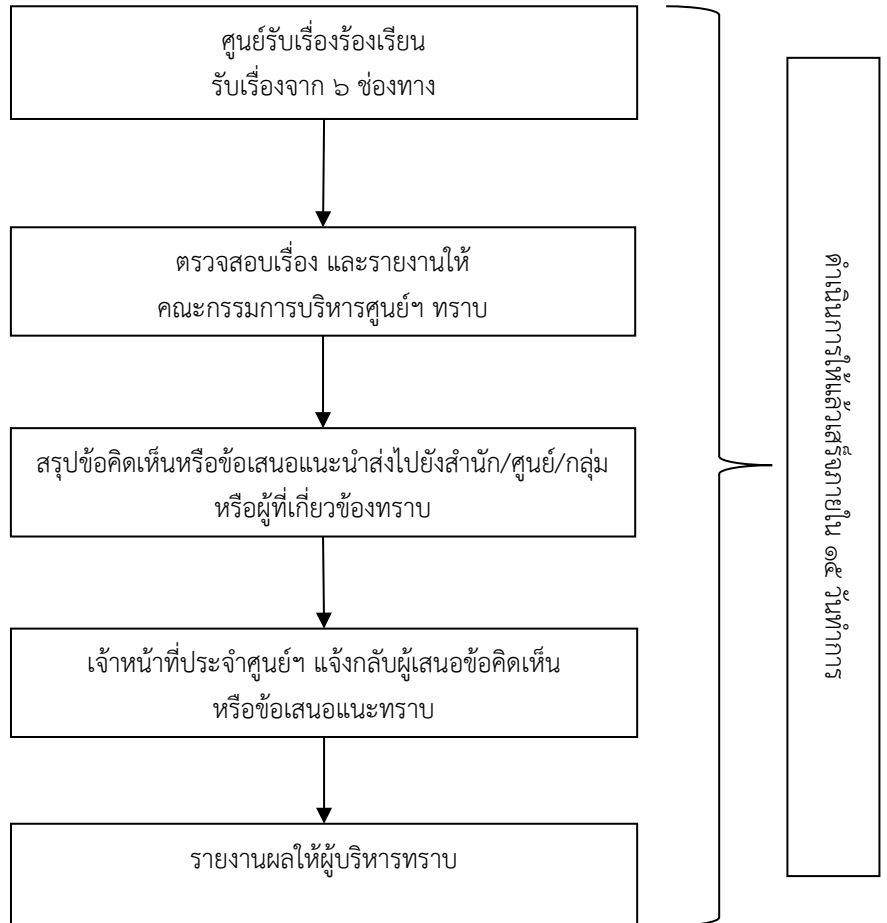 ศูนย์รับเรื่องร้องเรียน
รับเรื่องจาก ๖ ช่องทาง
ตรวจสอบเรื่อง และรายงานให้
คณะกรรมการบริหารศูนย์ฯ ทราบ
สรุปข้อคิดเห็นหรือข้อเสนอแนะนำส่งไปยังสำนัก/ศูนย์/กลุ่ม
หรือผู้ที่เกี่ยวข้องทราบ
เจ้าหน้าที่ประจำศูนย์ฯ แจ้งกลับผู้เสนอข้อคิดเห็น
หรือข้อเสนอแนะทราบ
รายงานผลให้ผู้บริหารทราบ
ดำเนินการให้แล้วเสร็จภายใน ๑๕ วันทำการ